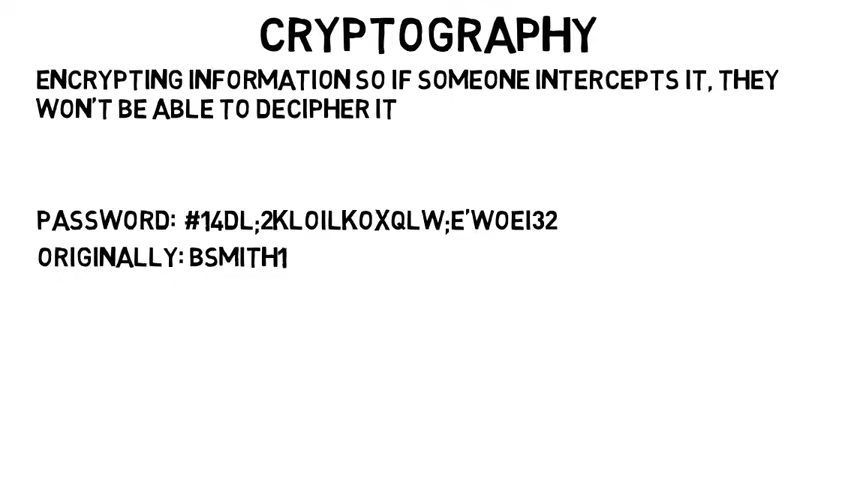 CRYPTOGRAPHY
ENCRYPTING INFORMATION SO IF SOMEONE INTERCEPTS IT, THEY
WON'T BE ABLE TO DECIPHER IT
PASSWORD: #14DL;2KLOILKOXQLW;E'WOEI32
ORIGINALLY: BSMITH1